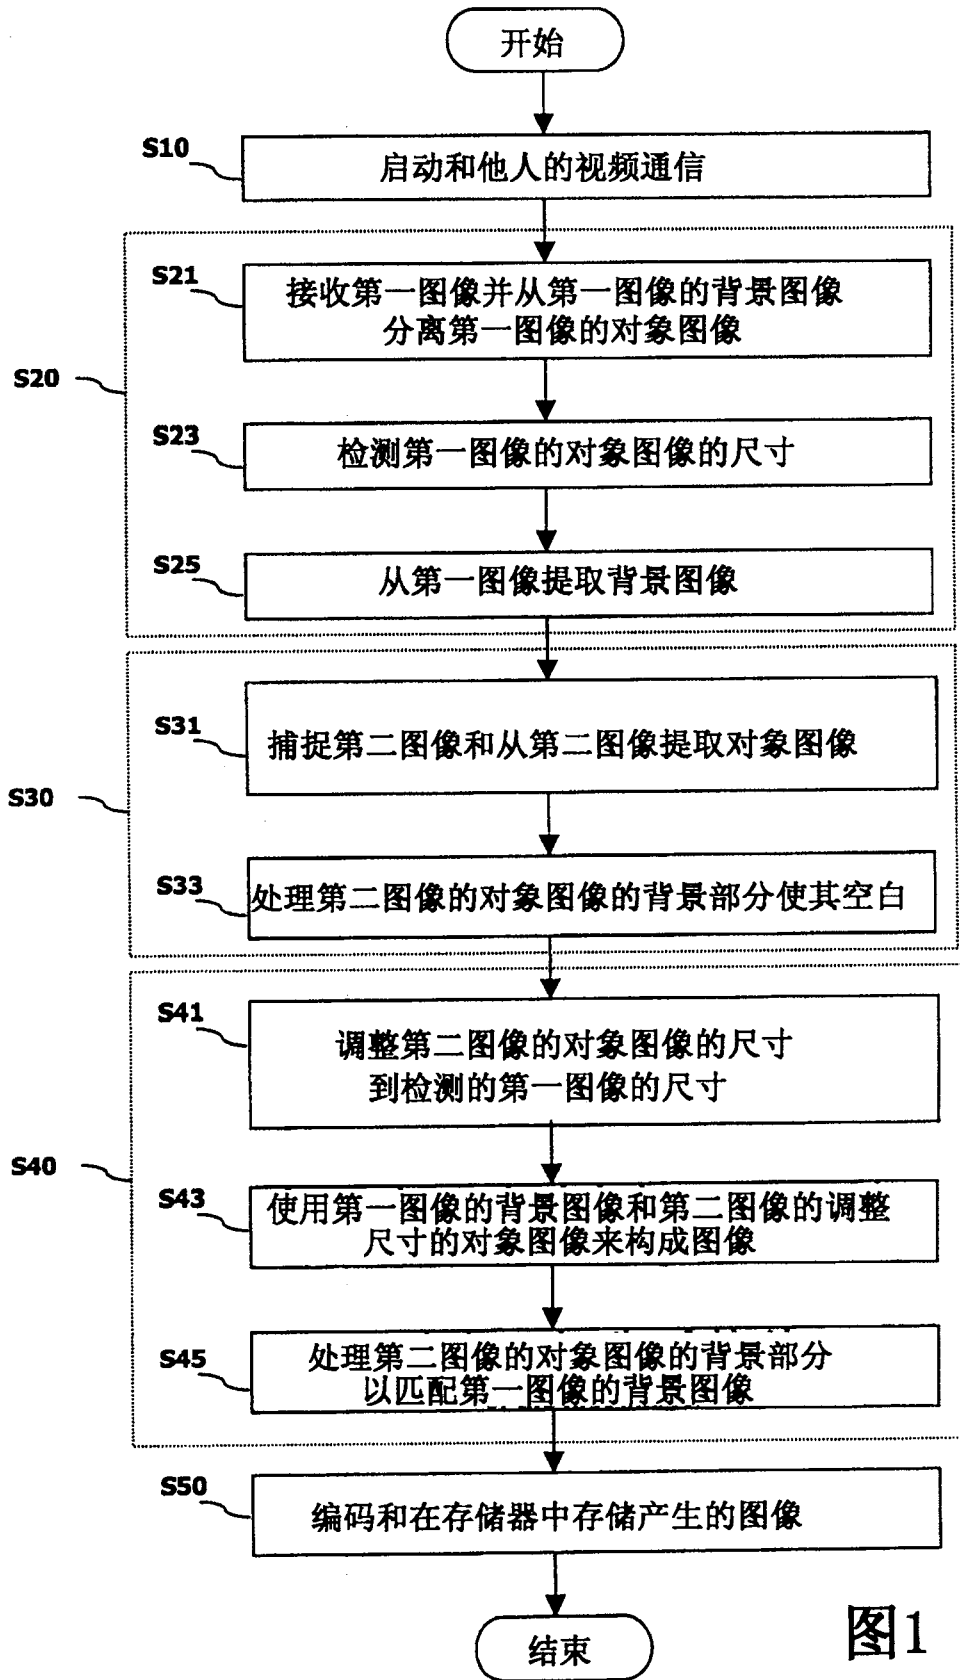 开始
S10
启动和他人的视频通信
S21
接收第一图像并从第一图像的背景图像
分离第一图像的对象图像
S20
S23
检测第一图像的对象图像的尺寸
S25
从第一图像提取背景图像
S31
捕捉第二图像和从第二图像提取对象图像
S30
S33
处理第二图像的对象图像的背景部分使其空白
S41
调整第二图像的对象图像的尺寸
到检测的第一图像的尺寸
S40
S43
使用第一图像的背景图像和第二图像的调整
尺寸的对象图像来构成图像
S45
处理第二图像的对象图像的背景部分
以匹配第一图像的背景图像
S50
编码和在存储器中存储产生的图像
结束
图1